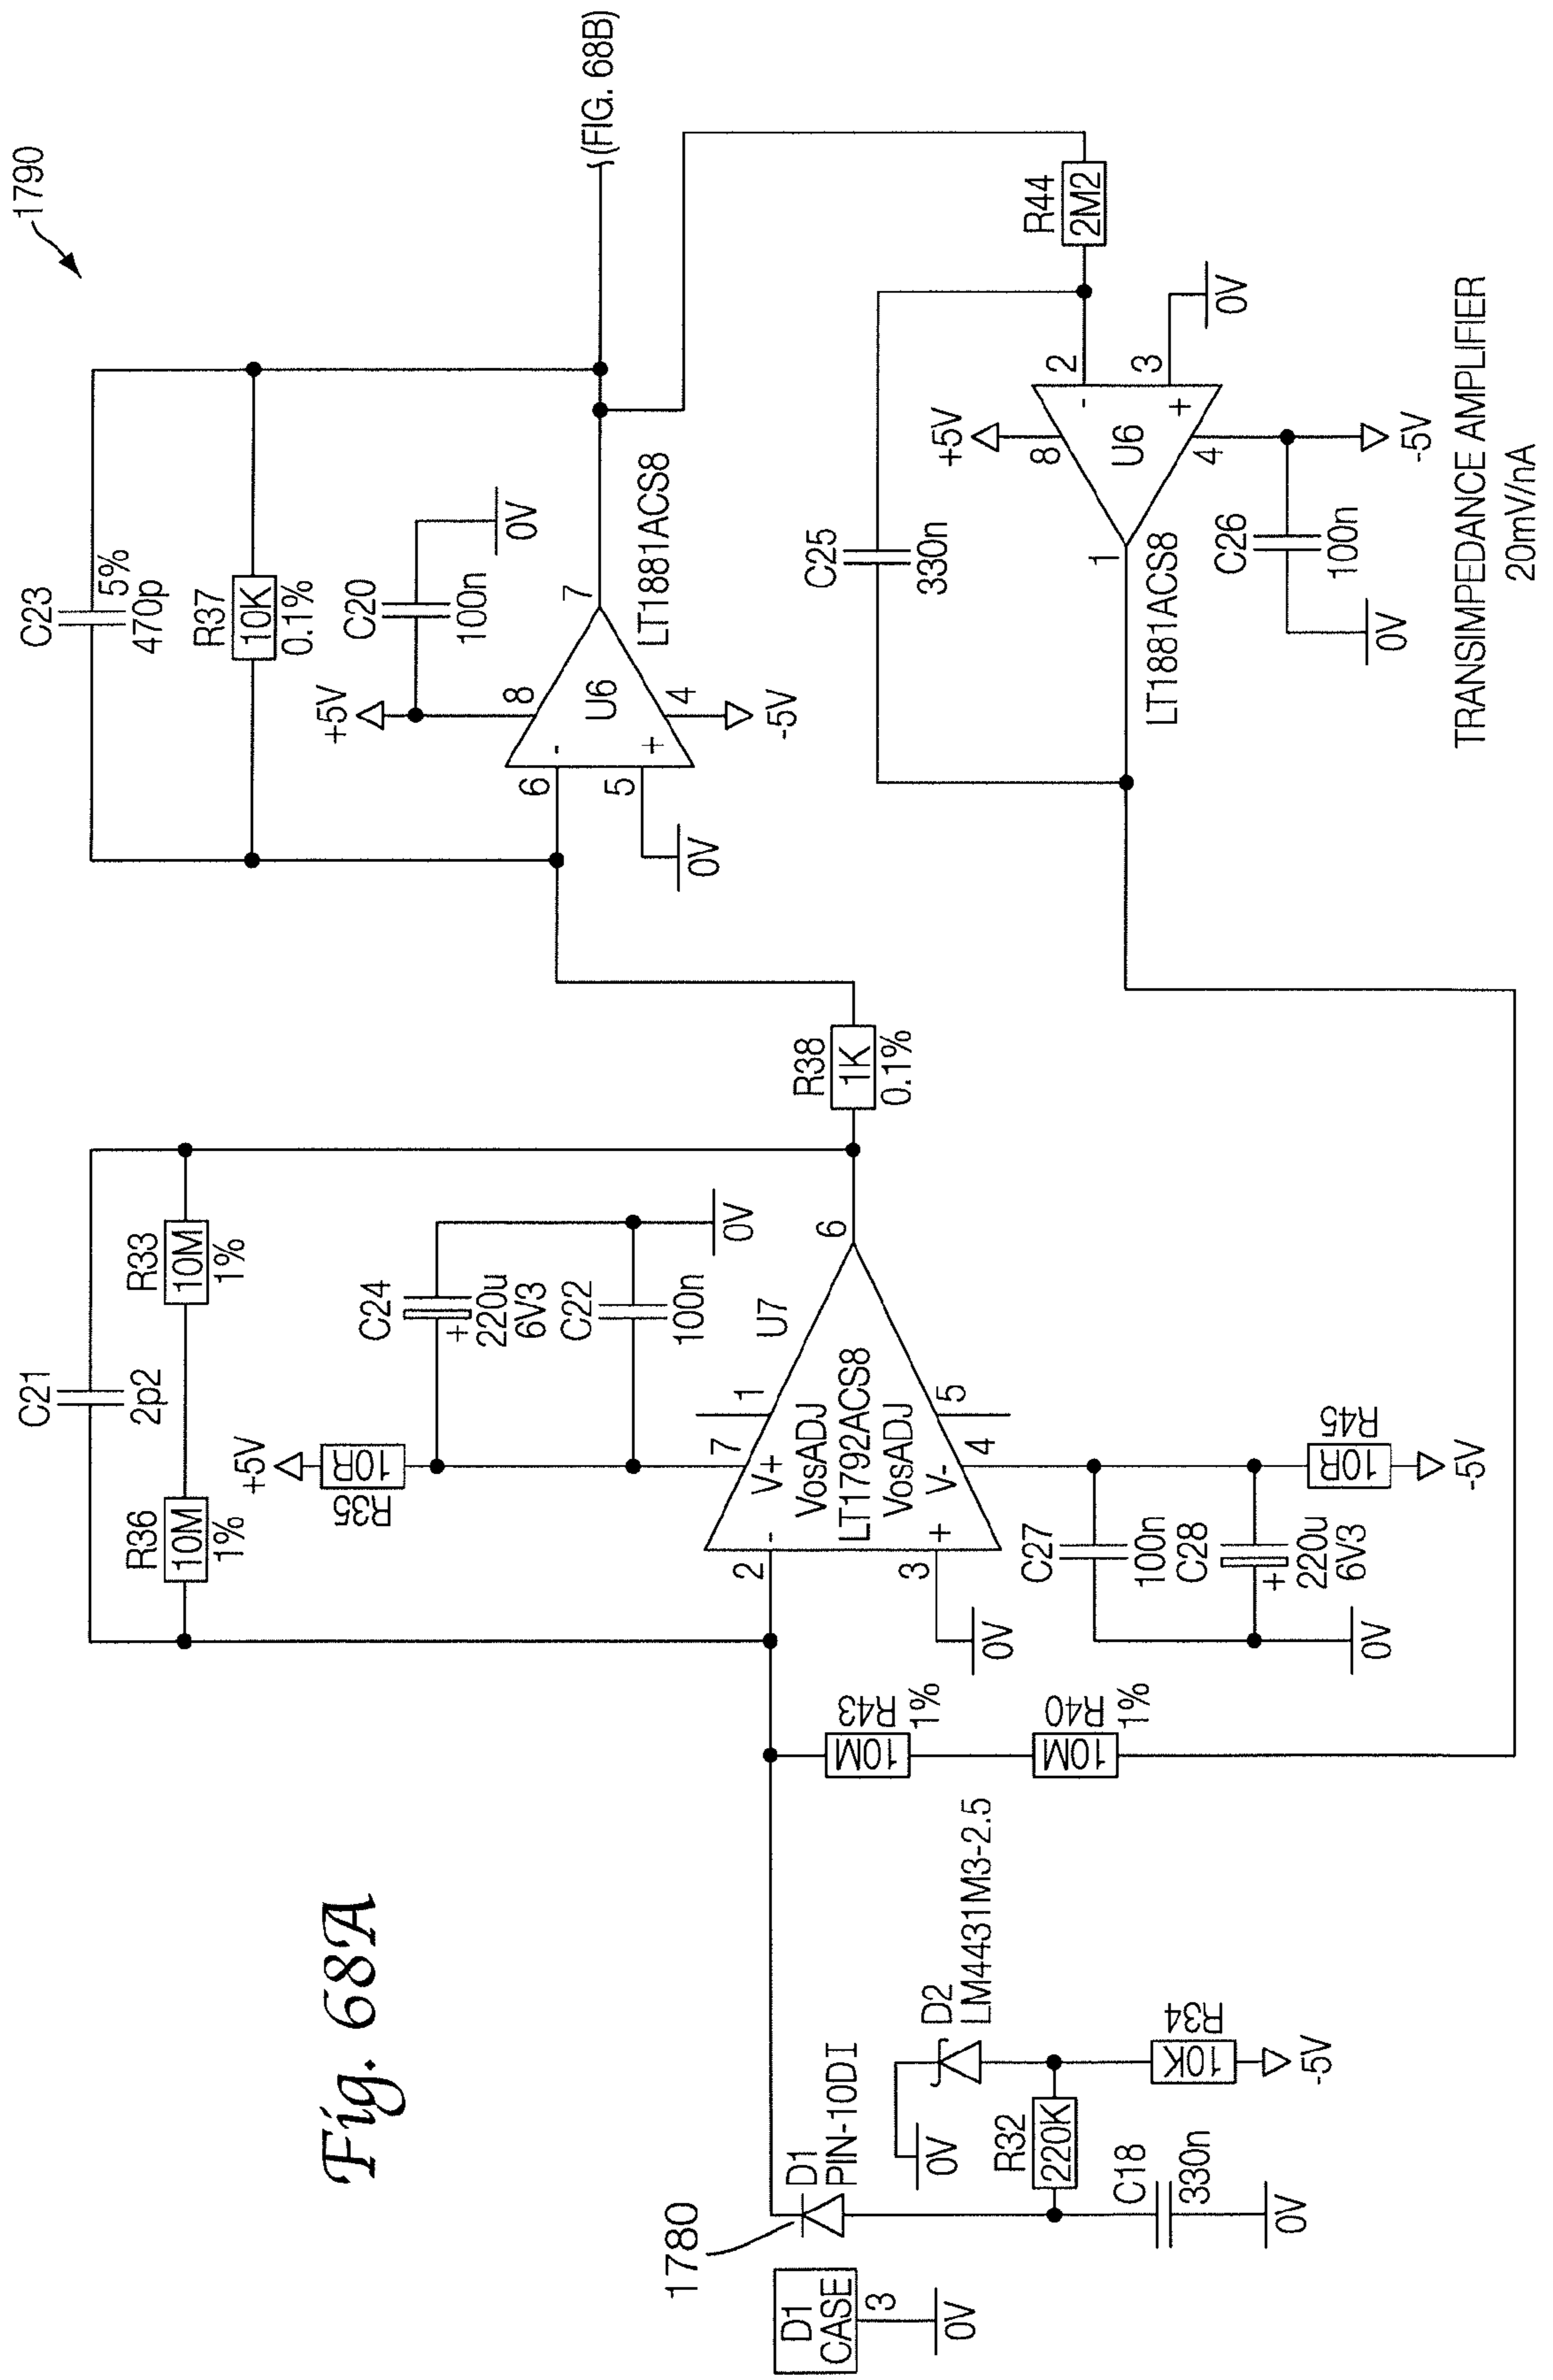 Fig. 68A
1790
C21
2p2
R36
10M
1%
R33
10M
1%
+5V
10R
R35
C24
+
220u
6V3
C22
100n
0V
7
1
U7
V+
VosADJ
LT1792ACS8
VosADJ
V-
2
-
3
+
6
4
5
0V
C27
100n
C28
+
220u
6V3
0V
10R
R45
-5V
10M
R43
1%
10M
R40
1%
1780
D1
PIN-10DI
D1
CASE
3
0V
0V
D2
LM4431M3-2.5
R32
220K
C18
330n
0V
10K
R34
-5V
R38
1K
0.1%
C23
5%
470p
R37
10K
0.1%
C20
100n
0V
+5V
8
6
-
5
+
U6
7
4
0V
-5V
LT1881ACS8
(FIG. 68B)
R44
2M2
C25
330n
+5V
8
2
-
3
+
U6
1
4
0V
LT1881ACS8
C26
100n
0V
-5V
TRANSIMPEDANCE AMPLIFIER
20mV/nA